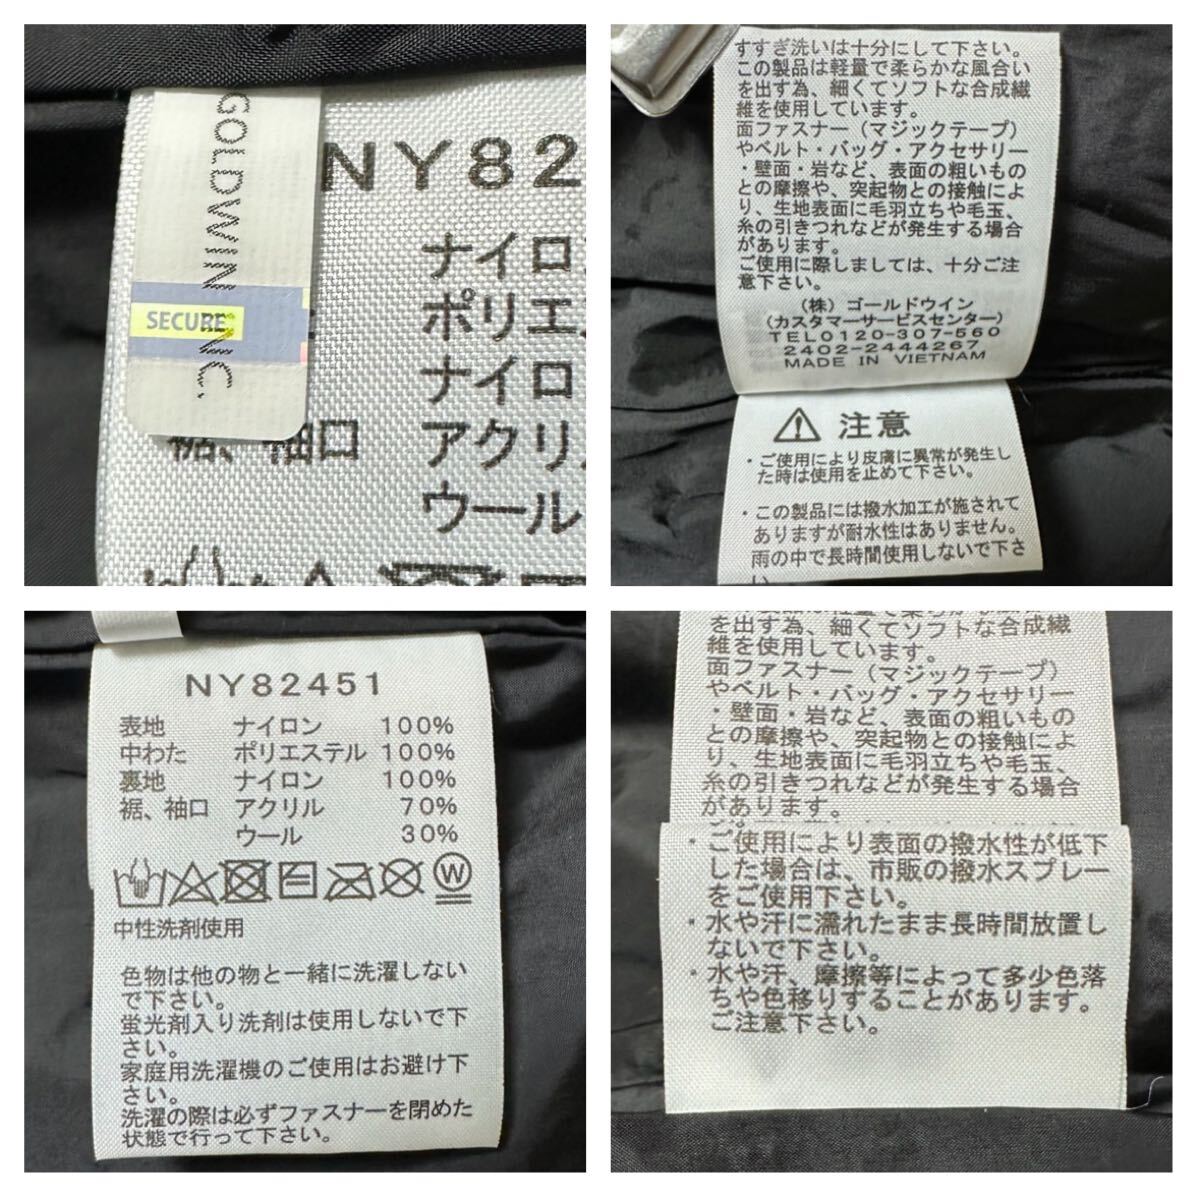 GOLDWIN INC.
SECURE
NY82
ナイロ
ポリエ
ナイロ
裾、袖口 アクリ
ウール
すすぎ洗いは十分にして下さい。
この製品は軽量で柔らかな風合い
を出す為、細くてソフトな合成繊
維を使用しています。
面ファスナー(マジックテープ)
やベルト・バッグ・アクセサリー
・壁面・岩など、表面の粗いもの
との摩擦や、突起物との接触によ
り、生地表面に毛羽立ちや毛玉、
糸の引きつれなどが発生する場合
があります。
ご使用に際しましては、十分ご注
意下さい。
(株)ゴールドウイン
(カスタマーサービスセンター)
TEL0120-307-560
2402-2444267
MADE IN VIETNAM
注意
・ご使用により皮膚に異常が発生し
た時は使用を止めて下さい。
・この製品には撥水加工が施されて
ありますが耐水性はありません。
雨の中で長時間使用しないで下さ
NY82451
表地 ナイロン 100%
中わた ポリエステル 100%
裏地 ナイロン 100%
裾、袖口 アクリル 70%
ウール 30%
W
中性洗剤使用
色物は他の物と一緒に洗濯しない
で下さい。
蛍光剤入り洗剤は使用しないで下
さい。
家庭用洗濯機のご使用はお避け下
さい。
洗濯の際は必ずファスナーを閉めた
状態で行って下さい。
を出す為、細くてソフトな合成繊
維を使用しています。
面ファスナー(マジックテープ)
やベルト・バッグ・アクセサリー
・壁面・岩など、表面の粗いもの
との摩擦や、突起物との接触によ
り、生地表面に毛羽立ちや毛玉、
糸の引きつれなどが発生する場合
があります。
・ご使用により表面の撥水性が低下
した場合は、市販の撥水スプレー
をご使用下さい。
・水や汗に濡れたまま長時間放置し
ないで下さい。
・水や汗、摩擦等によって多少色落
ちや色移りすることがあります。
ご注意下さい。